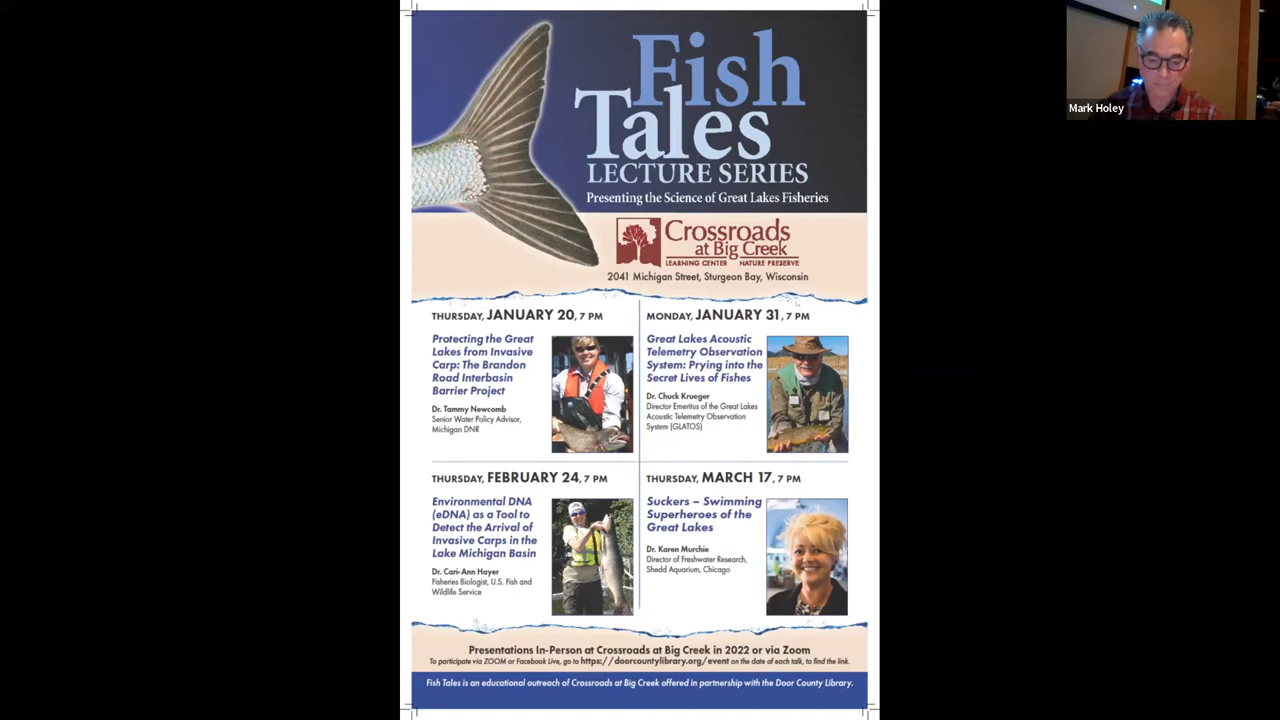 Fish
Tales
LECTURE SERIES
Presenting the Science of Great Lakes Fisheries
Crossroads
at Big Creek
LEARNING CENTER NATURE PRESERVE
2041 Michigan Street, Sturgeon Bay, Wisconsin
THURSDAY, JANUARY 20, 7 PM
Protecting the Great
Lakes from Invasive
Carp: The Brandon
Road Interbasin
Barrier Project
Dr. Tammy Newcomb
Senior Water Policy Advisor,
Michigan DNR
MONDAY, JANUARY 31, 7 PM
Great Lakes Acoustic
Telemetry Observation
System: Prying into the
Secret Lives of Fishes
Dr. Chuck Krueger
Director Emeritus of the Great Lakes
Acoustic Telemetry Observation
System (GLATOS)
THURSDAY, FEBRUARY 24, 7 PM
Environmental DNA
(eDNA) as a Tool to
Detect the Arrival of
Invasive Carps in the
Lake Michigan Basin
Dr. Cari-Ann Hayer
Fisheries Biologist, U.S. Fish and
Wildlife Service
THURSDAY, MARCH 17, 7 PM
Suckers – Swimming
Superheroes of the
Great Lakes
Dr. Karen Murchie
Director of Freshwater Research,
Shedd Aquarium, Chicago
Presentations In-Person at Crossroads at Big Creek in 2022 or via Zoom
To participate via ZOOM or Facebook Live, go to https://doorcountylibrary.org/event on the date of each talk, to find the link.
Fish Tales is an educational outreach of Crossroads at Big Creek offered in partnership with the Door County Library.
Mark Holey